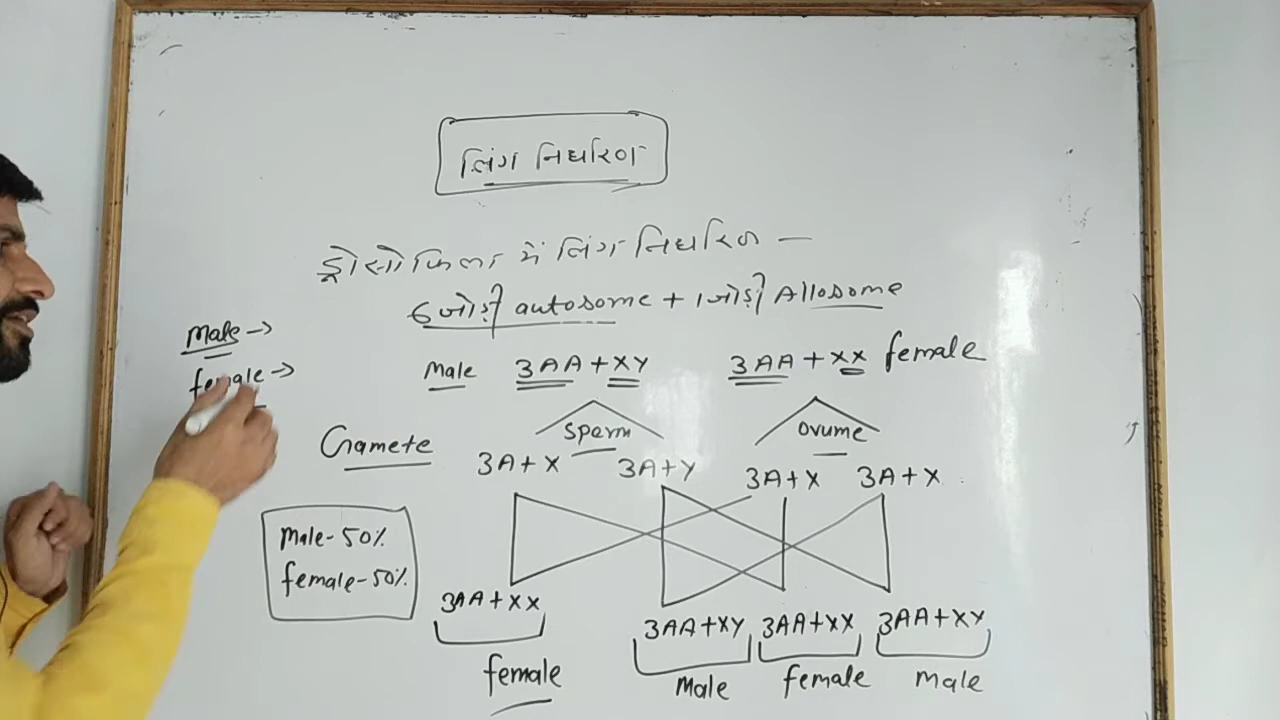 लिंग निर्धारण
ड्रोसोफिला में लिंग निर्धारण —
6 जोड़ी autosome + 1 जोड़ी Allosome
Male →
female →
Male 3AA + XY 3AA + XX female
Gamete sperm ovume
3A + X 3A + Y 3A + X 3A + X
Male - 50%
female - 50%
3AA + XX 3AA + XY 3AA + XX 3AA + XY
female Male female male